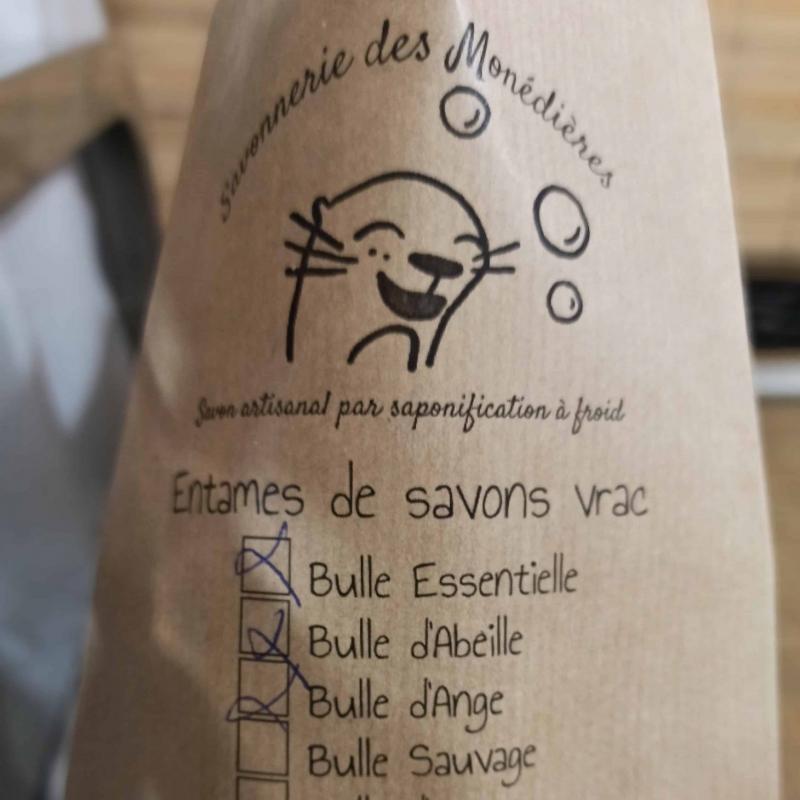 Savonnerie des Monédières
Savon artisanal par saponification à froid
Entames de savons vrac
Bulle Essentielle
Bulle d'Abeille
Bulle d'Ange
Bulle Sauvage